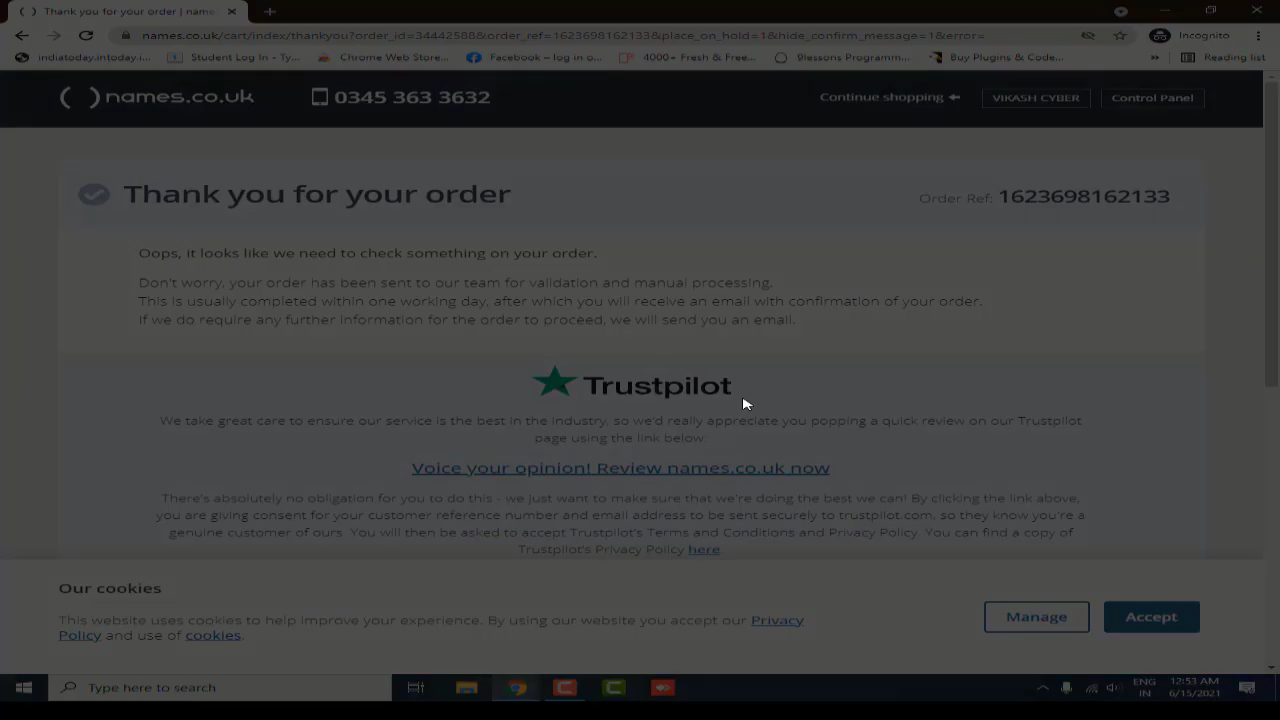 Thank you for your order | name
names.co.uk/cart/index/thankyou?order_id=34442588&order_ref=1623698162133&place_on_hold=1&hide_confirm_message=1&error=
Incognito
indiatoday.intoday.i...
Student Log In - Ty...
Chrome Web Store...
Facebook – log in o...
4000+ Fresh & Free...
9lessons Programm...
Buy Plugins & Code...
»
Reading list
( ) names.co.uk
0345 363 3632
Continue shopping
VIKASH CYBER
Control Panel
Thank you for your order
Order Ref: 1623698162133
Oops, it looks like we need to check something on your order.
Don't worry, your order has been sent to our team for validation and manual processing.
This is usually completed within one working day, after which you will receive an email with confirmation of your order.
If we do require any further information for the order to proceed, we will send you an email.
Trustpilot
We take great care to ensure our service is the best in the industry, so we'd really appreciate you popping a quick review on our Trustpilot
page using the link below:
Voice your opinion! Review names.co.uk now
There's absolutely no obligation for you to do this - we just want to make sure that we're doing the best we can! By clicking the link above,
you are giving consent for your customer reference number and email address to be sent securely to trustpilot.com, so they know you're a
genuine customer of ours. You will then be asked to accept Trustpilot's Terms and Conditions and Privacy Policy. You can find a copy of
Trustpilot's Privacy Policy here.
Our cookies
This website uses cookies to help improve your experience. By using our website you accept our Privacy
Policy and use of cookies.
Manage
Accept
Type here to search
ENG
IN
12:53 AM
6/15/2021